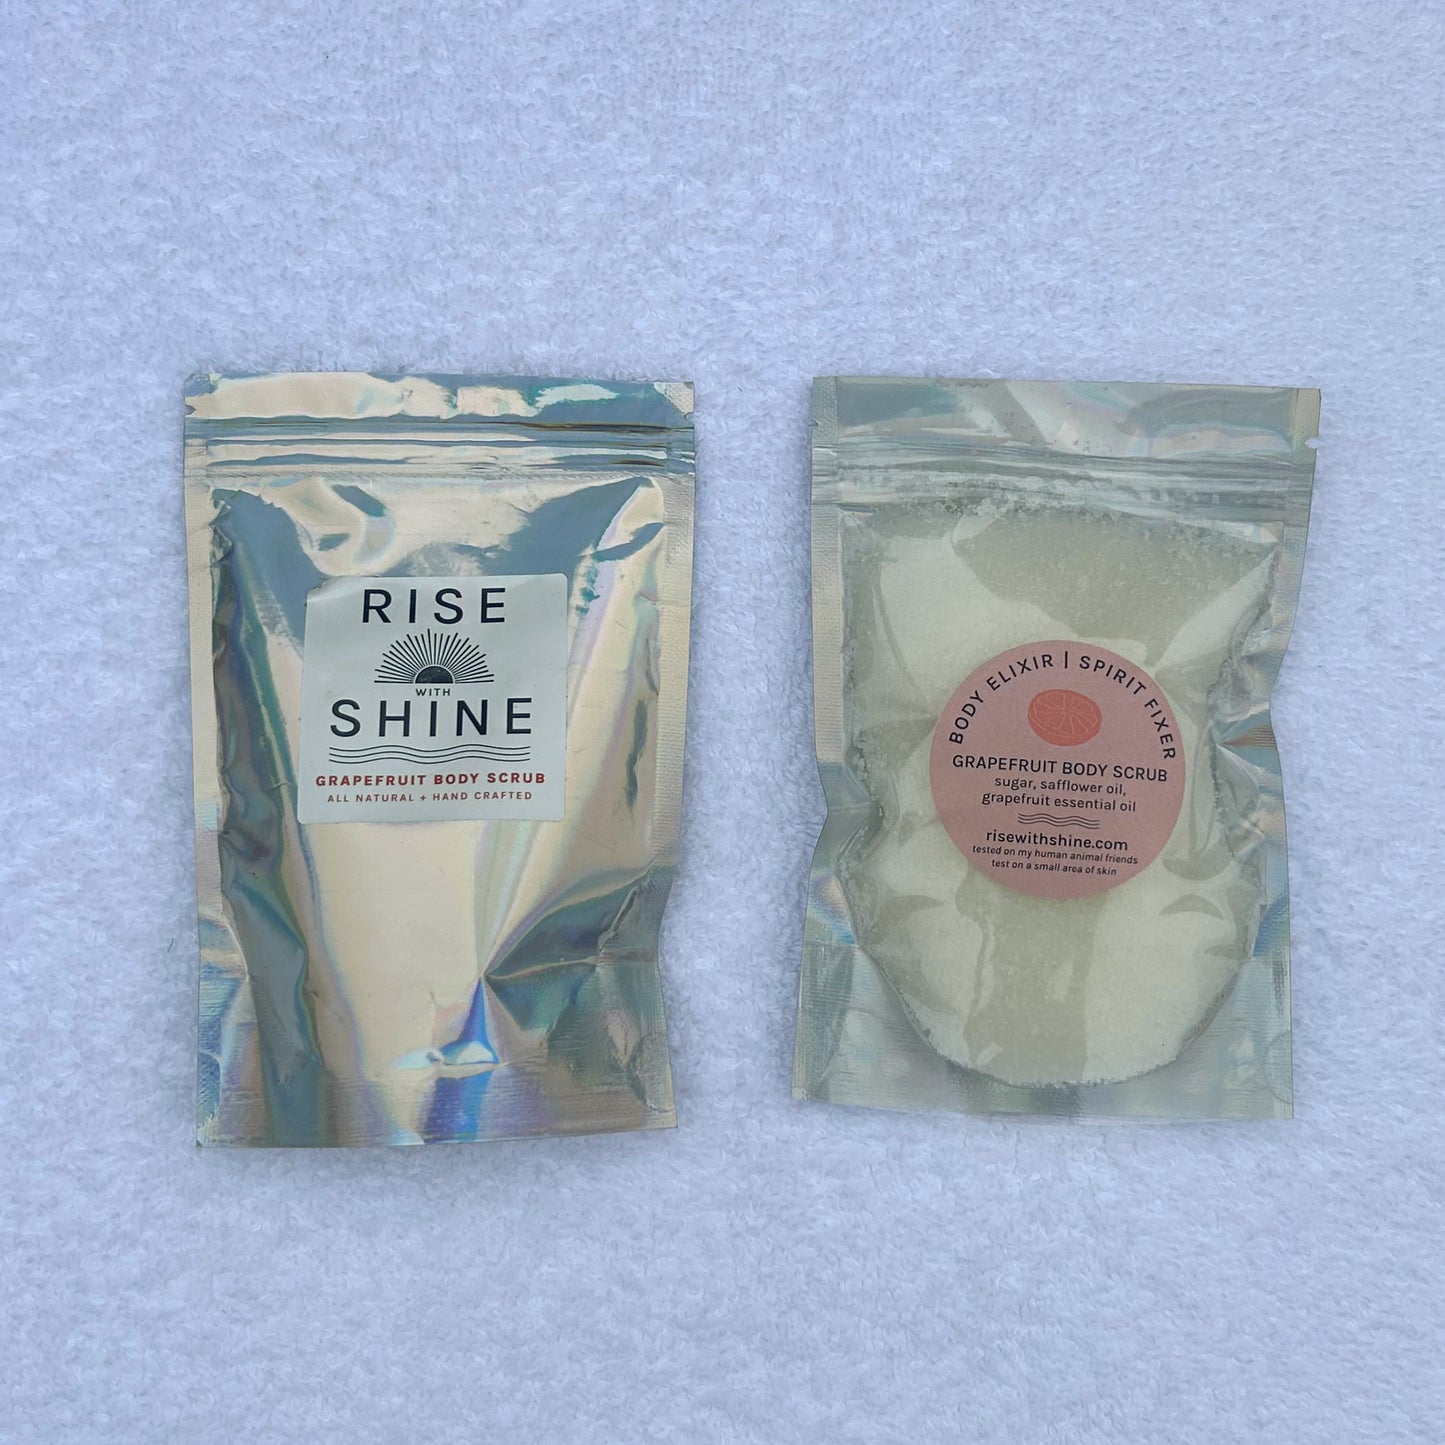 RISE
WITH
SHINE
GRAPEFRUIT BODY SCRUB
ALL NATURAL + HAND CRAFTED
BODY ELIXIR | SPIRIT FIXER
GRAPEFRUIT BODY SCRUB
sugar, safflower oil,
grapefruit essential oil
risewithshine.com
tested on my human animal friends
test on a small area of skin